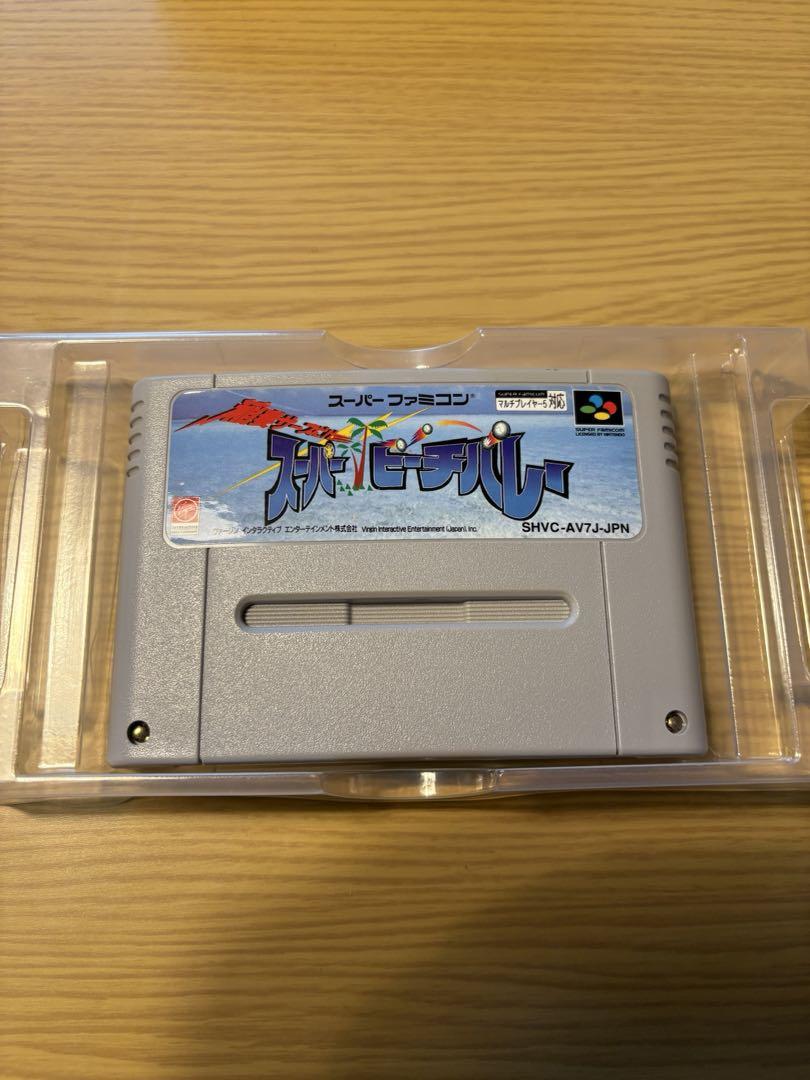 スーパーファミコン®
SUPER FAMICOM
マルチプレイヤー5対応
スーパービーチバレー
SUPER FAMICOM
LICENSED BY NINTENDO
Virgin
ヴァージン インタラクティブ エンターテインメント株式会社 Virgin Interactive Entertainment (Japan), Inc.
SHVC-AV7J-JPN